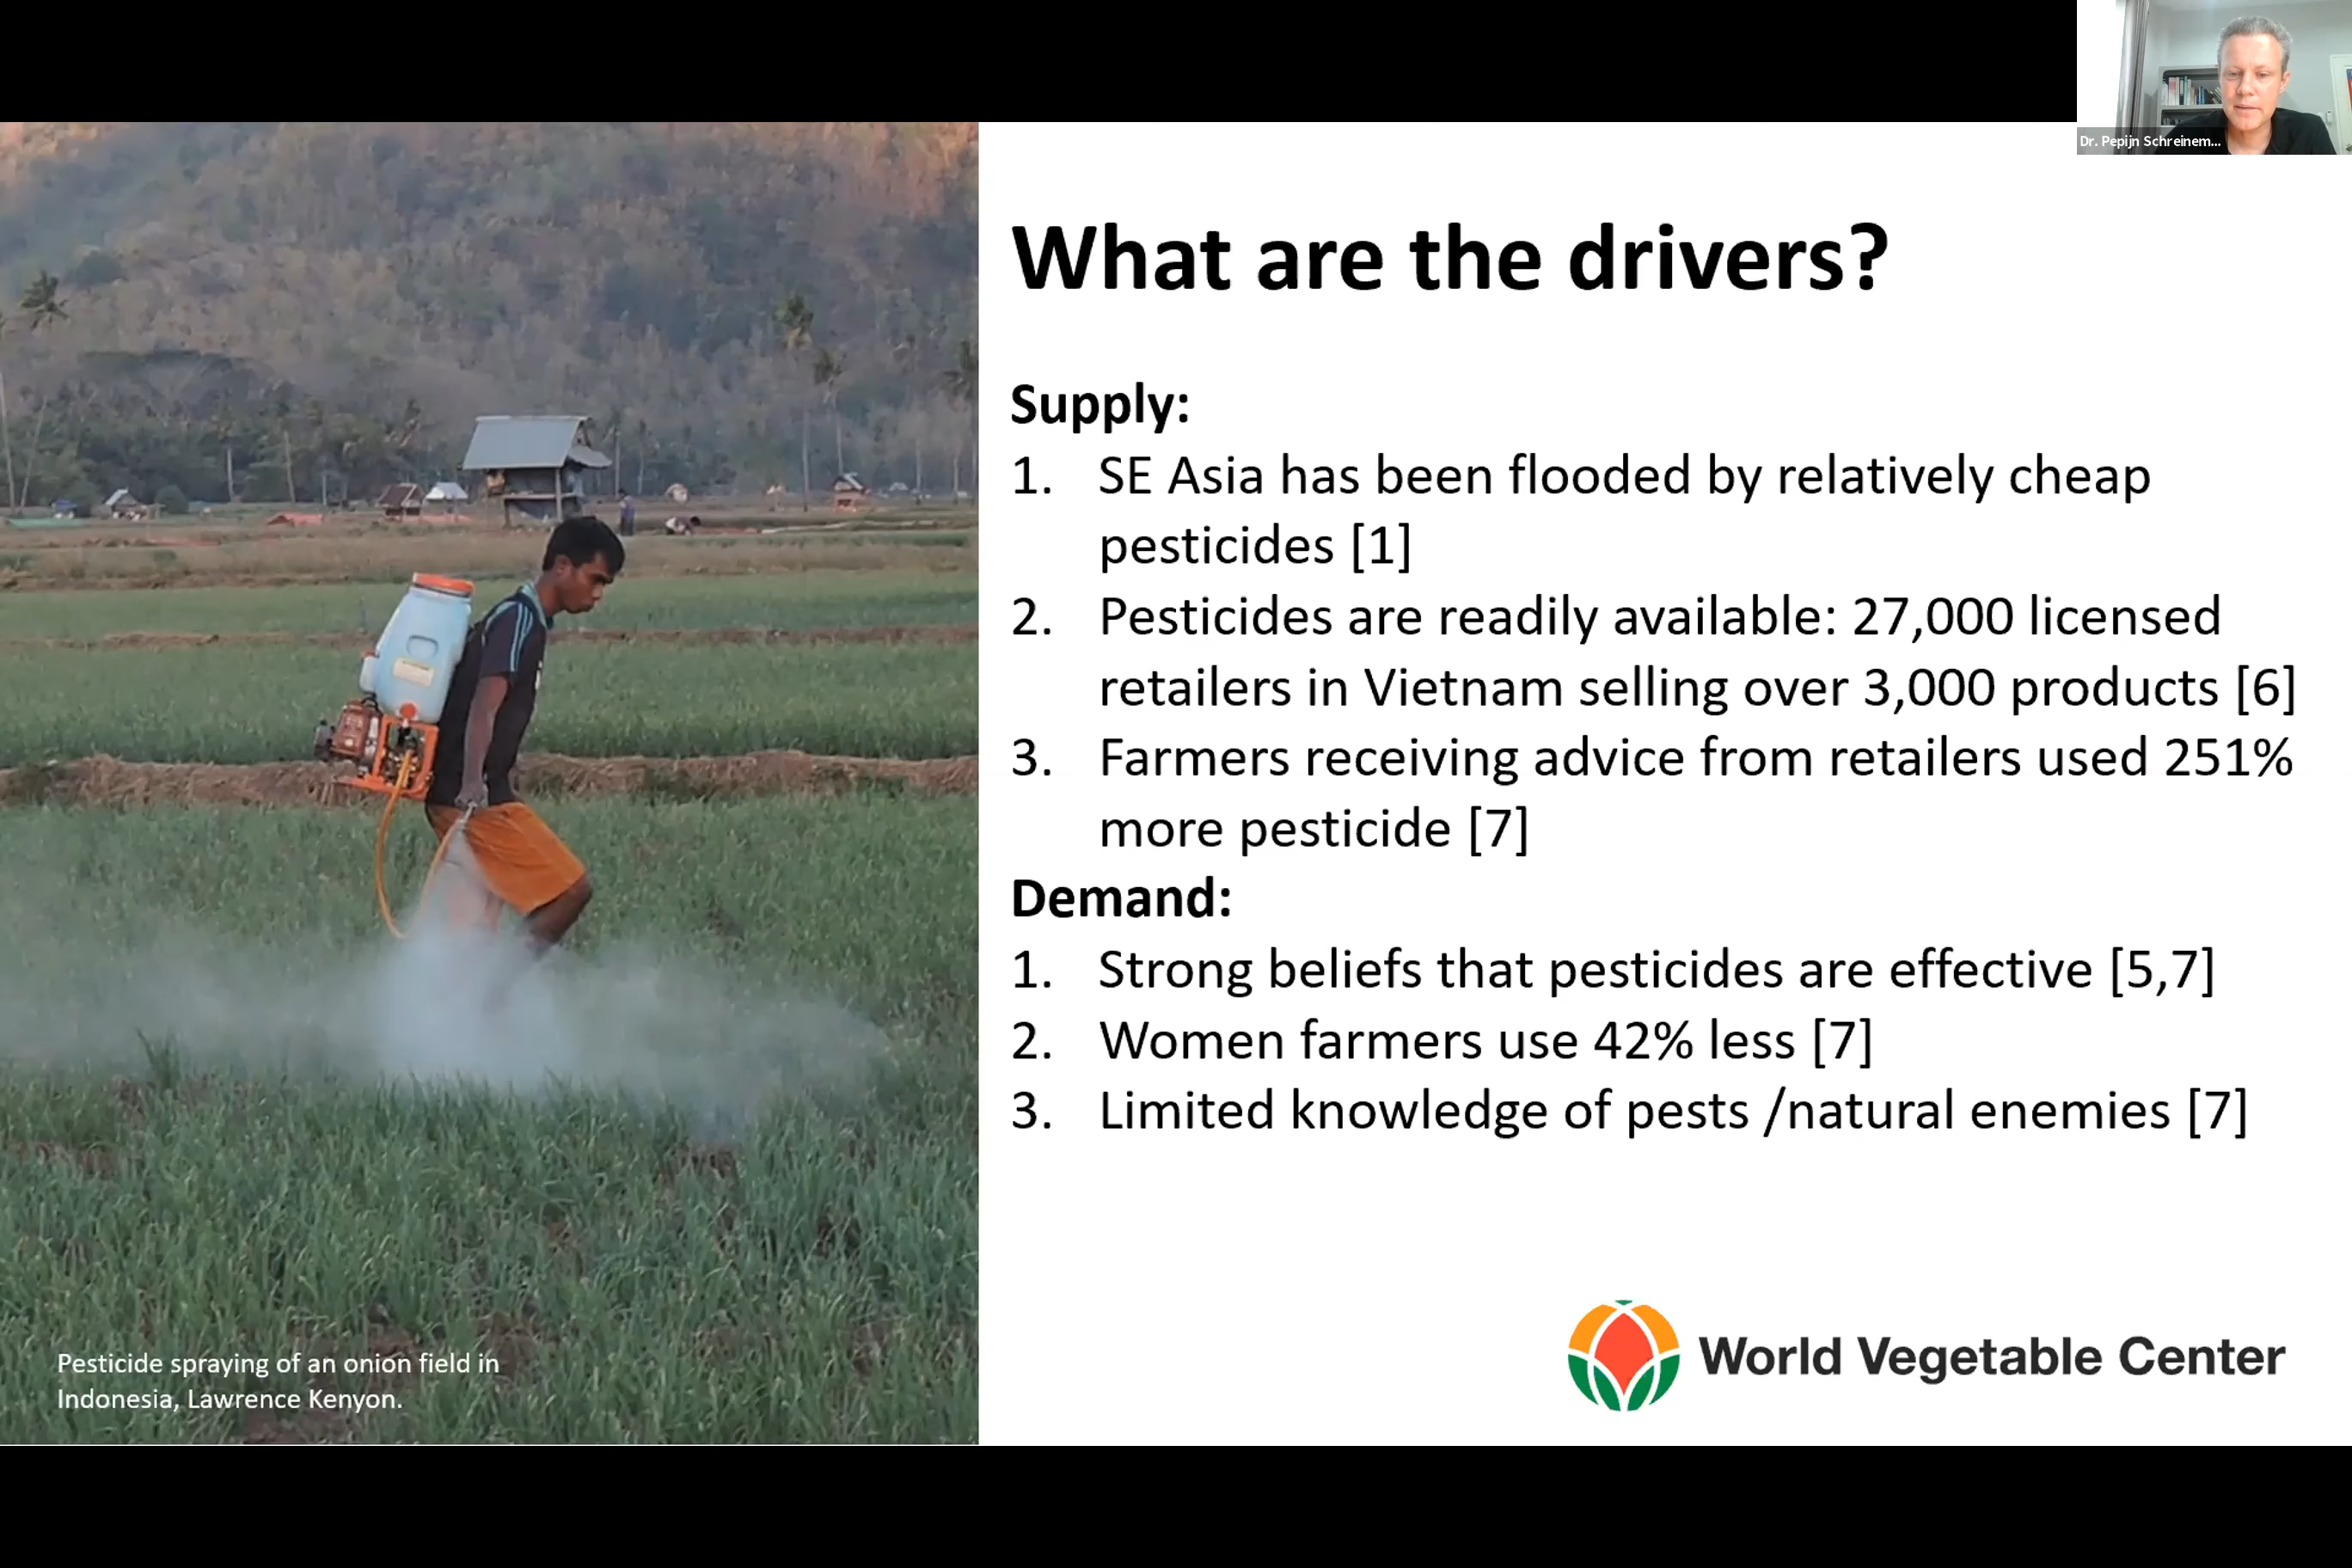 Dr. Pepijn Schreinem...
What are the drivers?
Supply:
1. SE Asia has been flooded by relatively cheap
pesticides [1]
2. Pesticides are readily available: 27,000 licensed
retailers in Vietnam selling over 3,000 products [6]
3. Farmers receiving advice from retailers used 251%
more pesticide [7]
Demand:
1. Strong beliefs that pesticides are effective [5,7]
2. Women farmers use 42% less [7]
3. Limited knowledge of pests /natural enemies [7]
Pesticide spraying of an onion field in
Indonesia, Lawrence Kenyon.
World Vegetable Center